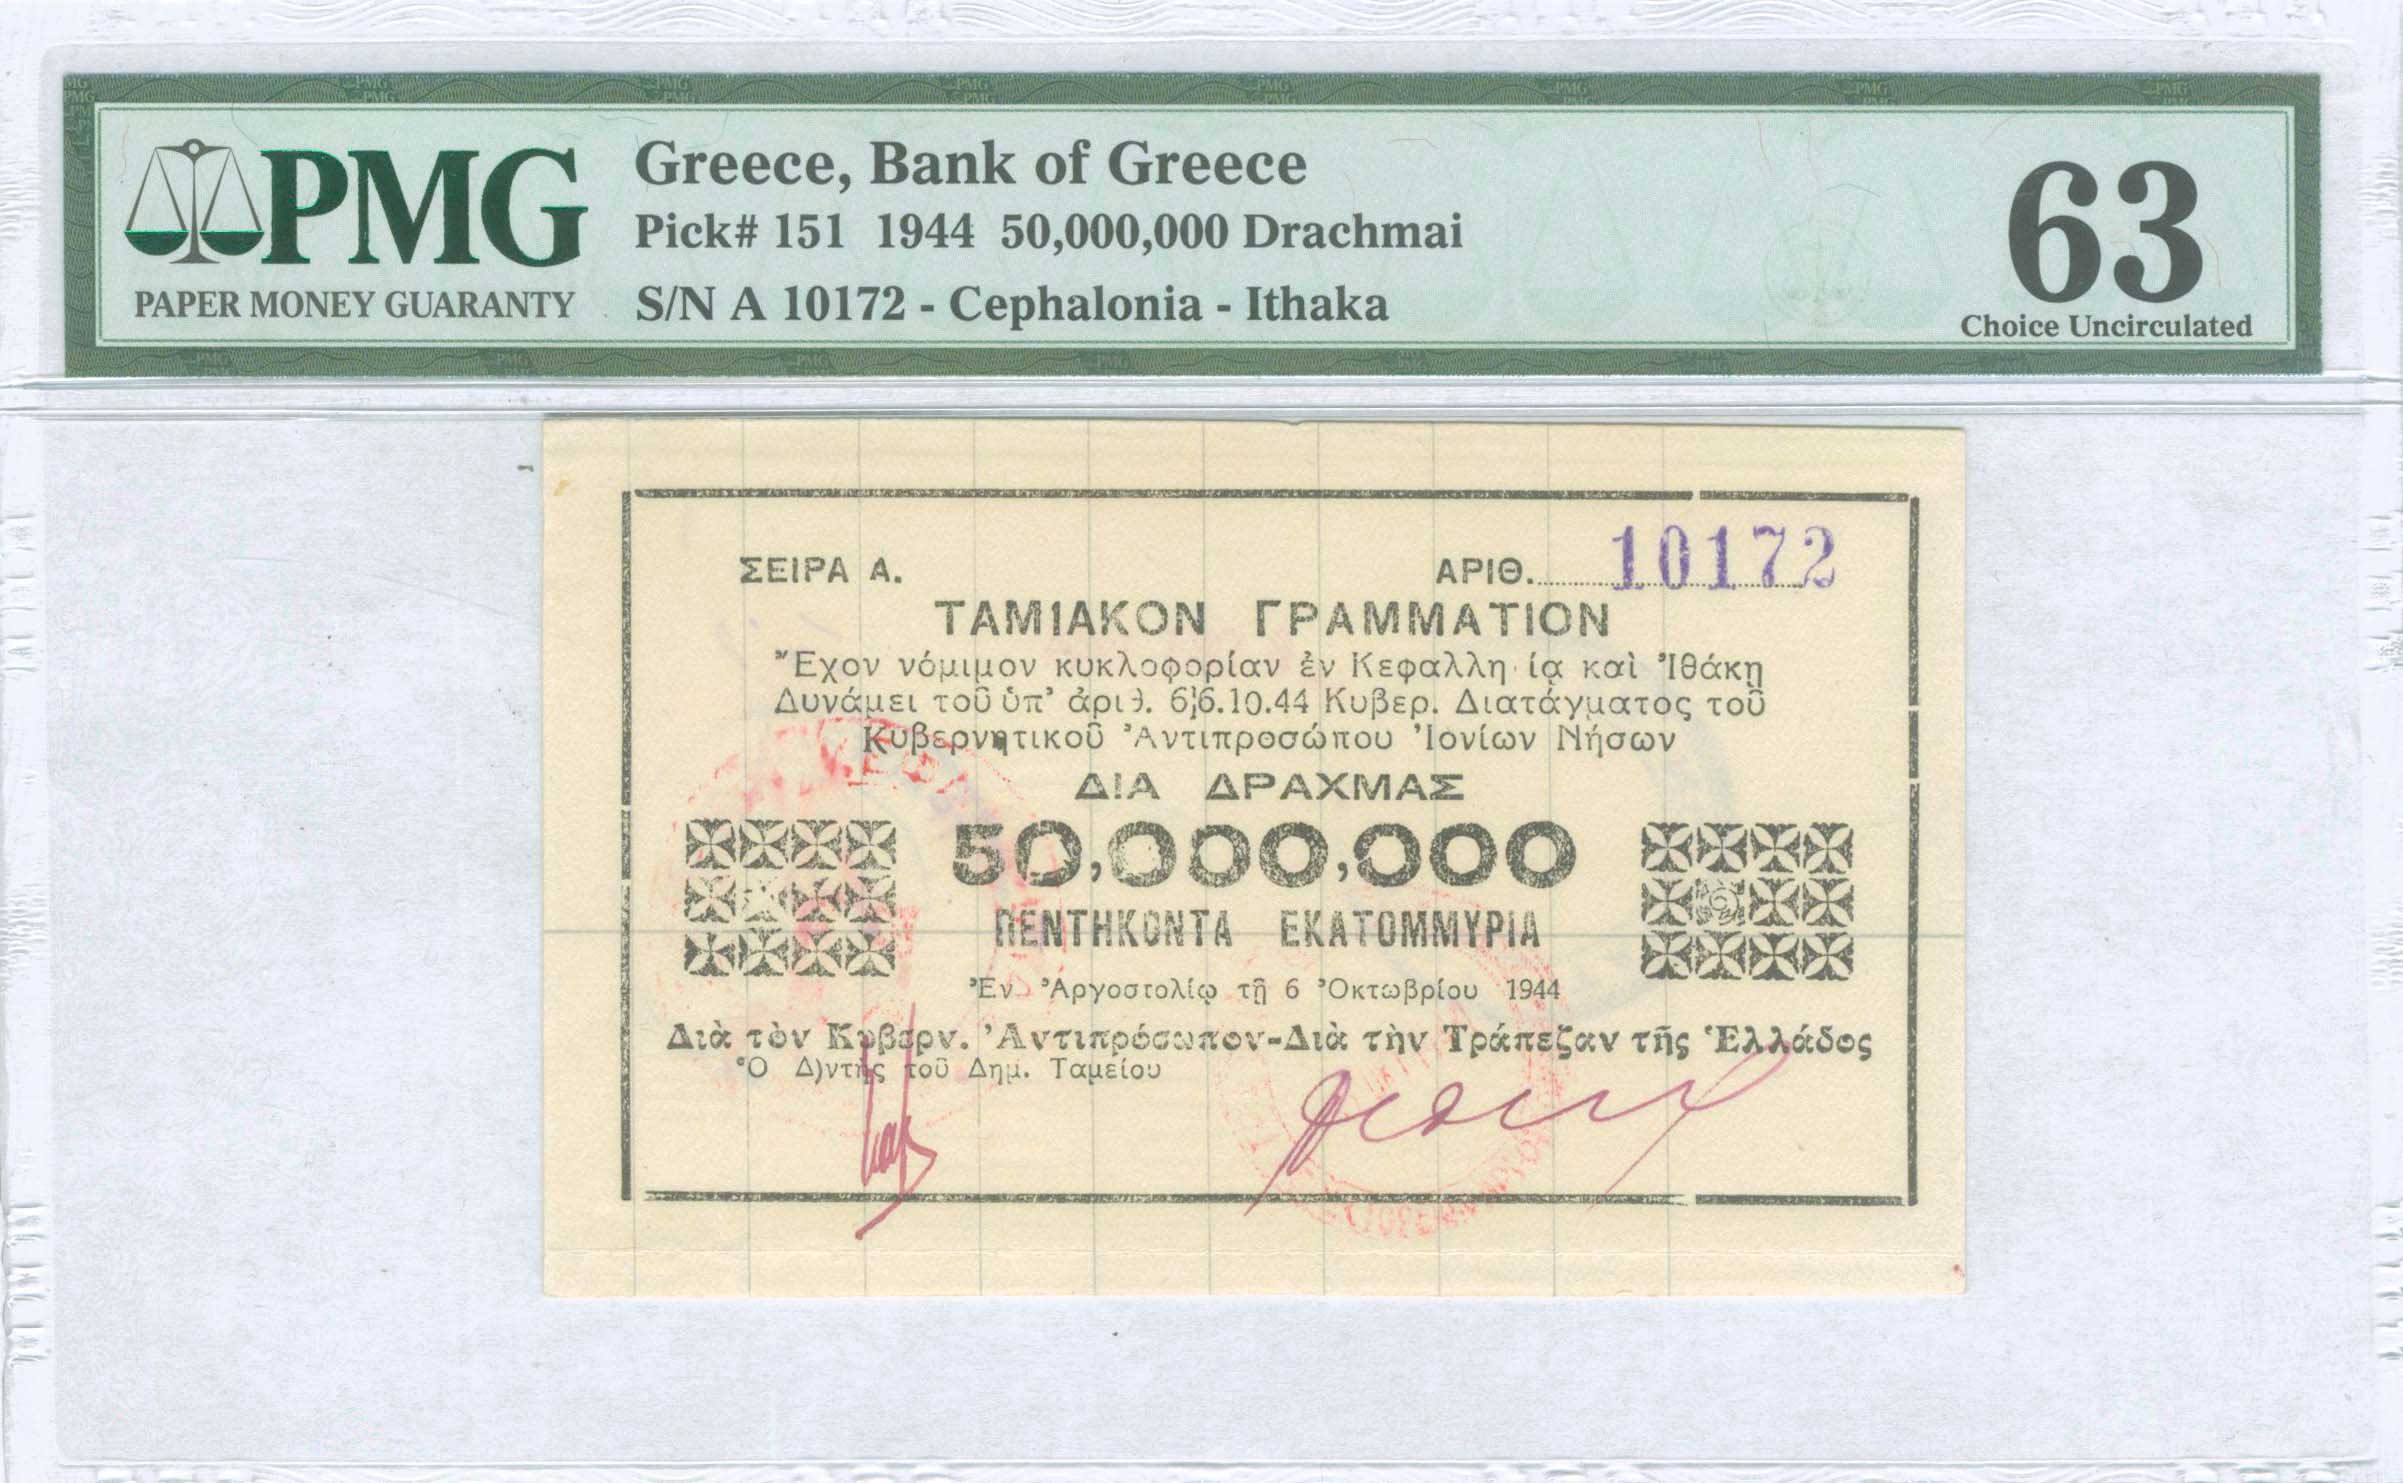 PMG
PAPER MONEY GUARANTY
Greece, Bank of Greece
Pick# 151 1944 50,000,000 Drachmai
S/N A 10172 - Cephalonia - Ithaka
63
Choice Uncirculated
ΣΕΙΡΑ Α.
ΑΡΙΘ. 10172
ΤΑΜΙΑΚΟΝ ΓΡΑΜΜΑΤΙΟΝ
Ἔχον νόμιμον κυκλοφορίαν ἐν Κεφαλλη ίᾳ καὶ Ἰθάκῃ
Δυνάμει τοῦ ὑπ' ἀριθ. 6/6.10.44 Κυβερ. Διατάγματος τοῦ
Κυβερνητικοῦ Ἀντιπροσώπου Ἰονίων Νήσων
ΔΙΑ ΔΡΑΧΜΑΣ
50,000,000
ΠΕΝΤΗΚΟΝΤΑ ΕΚΑΤΟΜΜΥΡΙΑ
Ἐν Ἀργοστολίῳ τῇ 6 Ὀκτωβρίου 1944
Διὰ τὸν Κυβερν. Ἀντιπρόσωπον-Διὰ τὴν Τράπεζαν τῆς Ἑλλάδος
Ὁ Δ)ντὴς τοῦ Δημ. Ταμείου